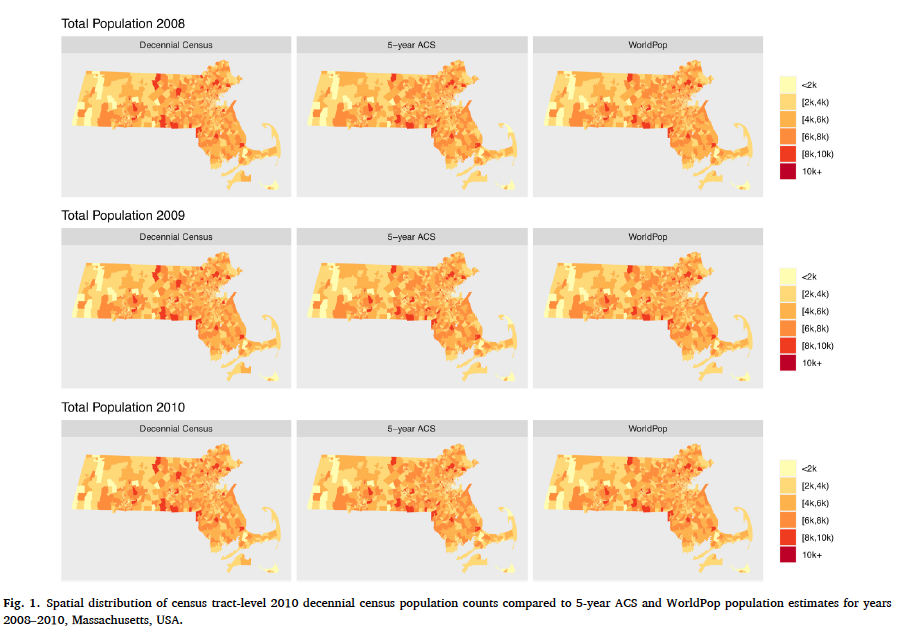 Total Population 2008
Decennial Census
5-year ACS
WorldPop
<2k
[2k,4k)
[4k,6k)
[6k,8k)
[8k,10k)
10k+
Total Population 2009
Decennial Census
5-year ACS
WorldPop
<2k
[2k,4k)
[4k,6k)
[6k,8k)
[8k,10k)
10k+
Total Population 2010
Decennial Census
5-year ACS
WorldPop
<2k
[2k,4k)
[4k,6k)
[6k,8k)
[8k,10k)
10k+
Fig. 1. Spatial distribution of census tract-level 2010 decennial census population counts compared to 5-year ACS and WorldPop population estimates for years
2008–2010, Massachusetts, USA.